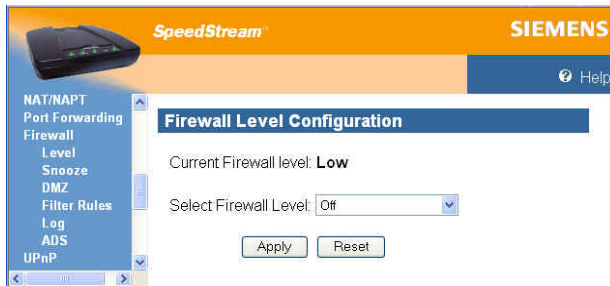 SpeedStream
SIEMENS
Help
NAT/NAPT
Port Forwarding
Firewall
Level
Snooze
DMZ
Filter Rules
Log
ADS
UPnP
Firewall Level Configuration
Current Firewall level: Low
Select Firewall Level: Off
Apply Reset